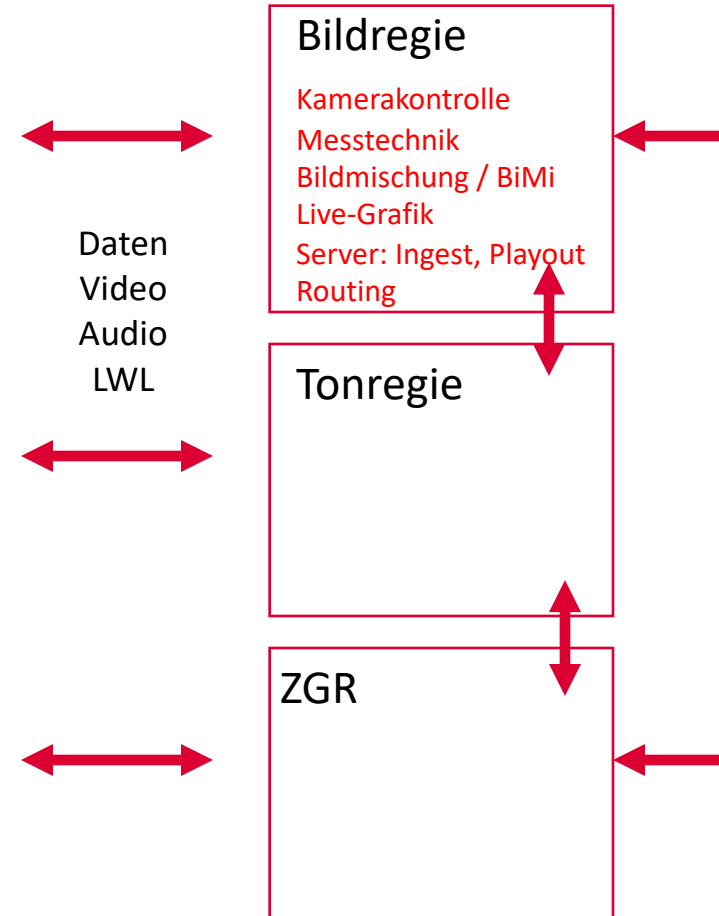 Bildregie
Kamerakontrolle
Messtechnik
Bildmischung / BiMi
Live-Grafik
Server: Ingest, Playout
Routing
Daten
Video
Audio
LWL
Tonregie
ZGR